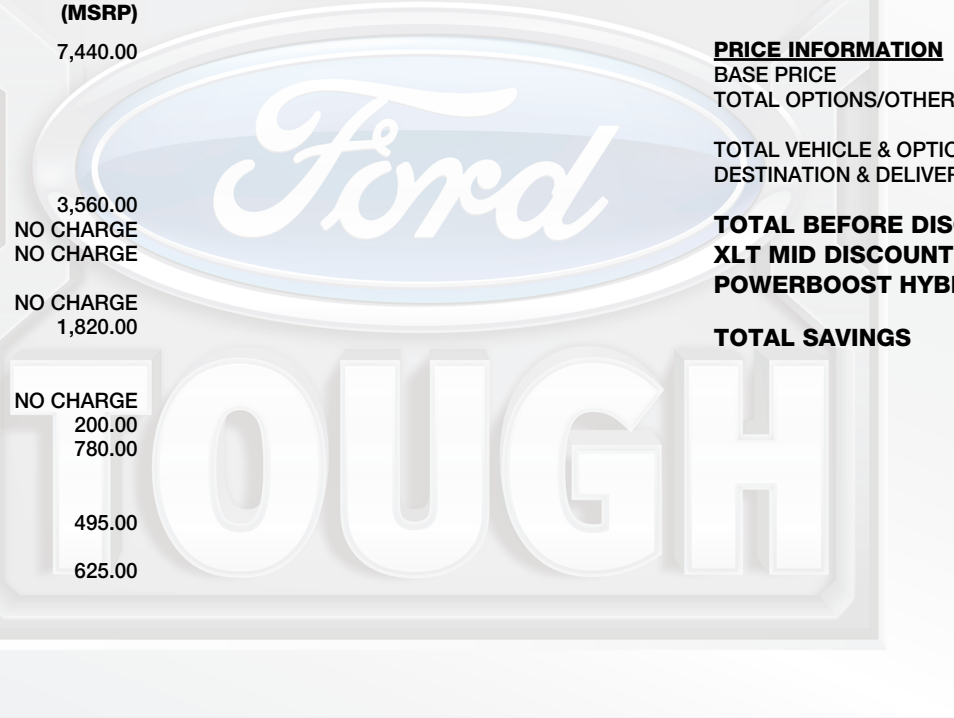 (MSRP)
7,440.00
3,560.00
NO CHARGE
NO CHARGE
NO CHARGE
1,820.00
NO CHARGE
200.00
780.00
495.00
625.00
Ford
TOUGH
PRICE INFORMATION
BASE PRICE
TOTAL OPTIONS/OTHER
TOTAL VEHICLE & OPTIO
DESTINATION & DELIVER
TOTAL BEFORE DISC
XLT MID DISCOUNT
POWERBOOST HYBR
TOTAL SAVINGS